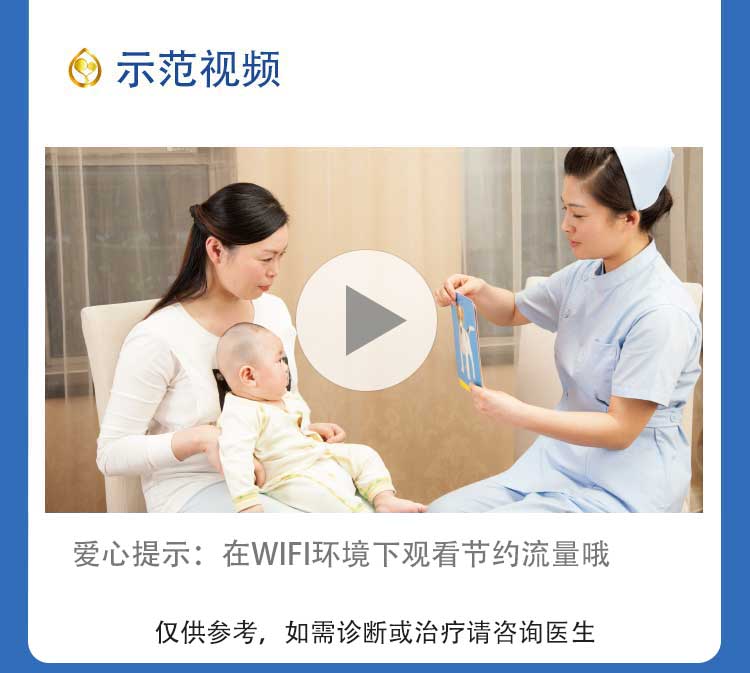 示范视频
爱心提示：在WIFI环境下观看节约流量哦
仅供参考，如需诊断或治疗请咨询医生